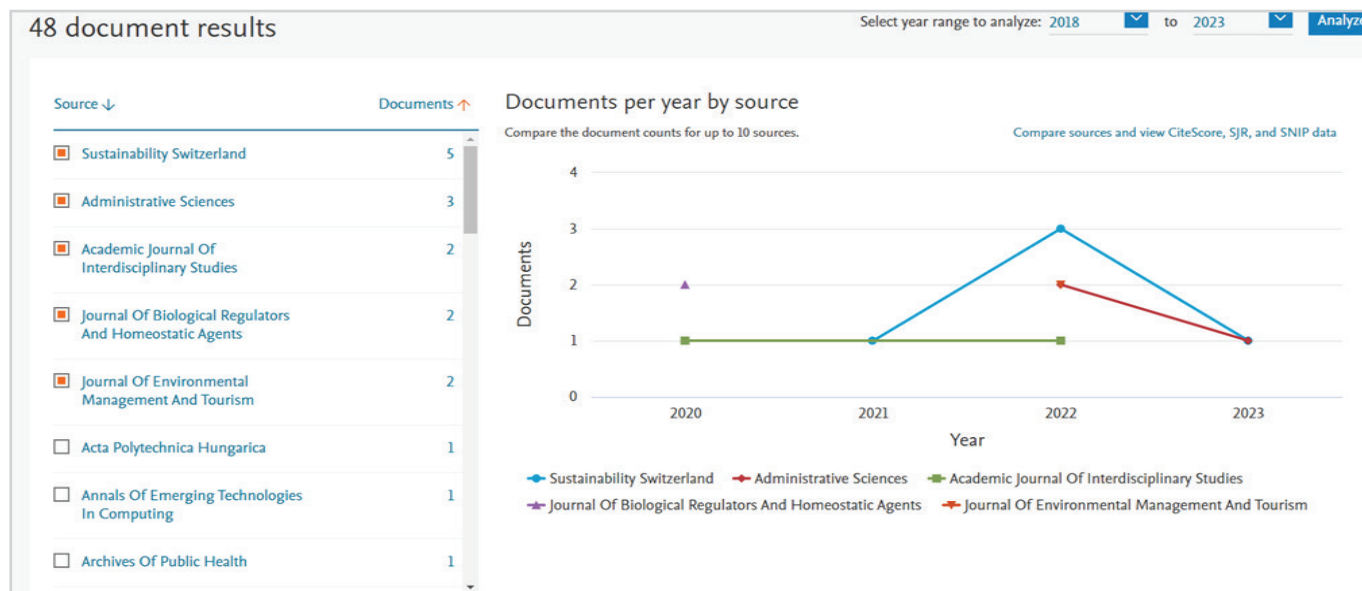 48 document results
Select year range to analyze: 2018 to 2023 Analyze
Source ↓ Documents ↑
Sustainability Switzerland 5
Administrative Sciences 3
Academic Journal Of
Interdisciplinary Studies 2
Journal Of Biological Regulators
And Homeostatic Agents 2
Journal Of Environmental
Management And Tourism 2
Acta Polytechnica Hungarica 1
Annals Of Emerging Technologies
In Computing 1
Archives Of Public Health 1
Documents per year by source
Compare the document counts for up to 10 sources.
Compare sources and view CiteScore, SJR, and SNIP data
4
3
2
1
0
Documents
2020 2021 2022 2023
Year
Sustainability Switzerland Administrative Sciences Academic Journal Of Interdisciplinary Studies
Journal Of Biological Regulators And Homeostatic Agents Journal Of Environmental Management And Tourism